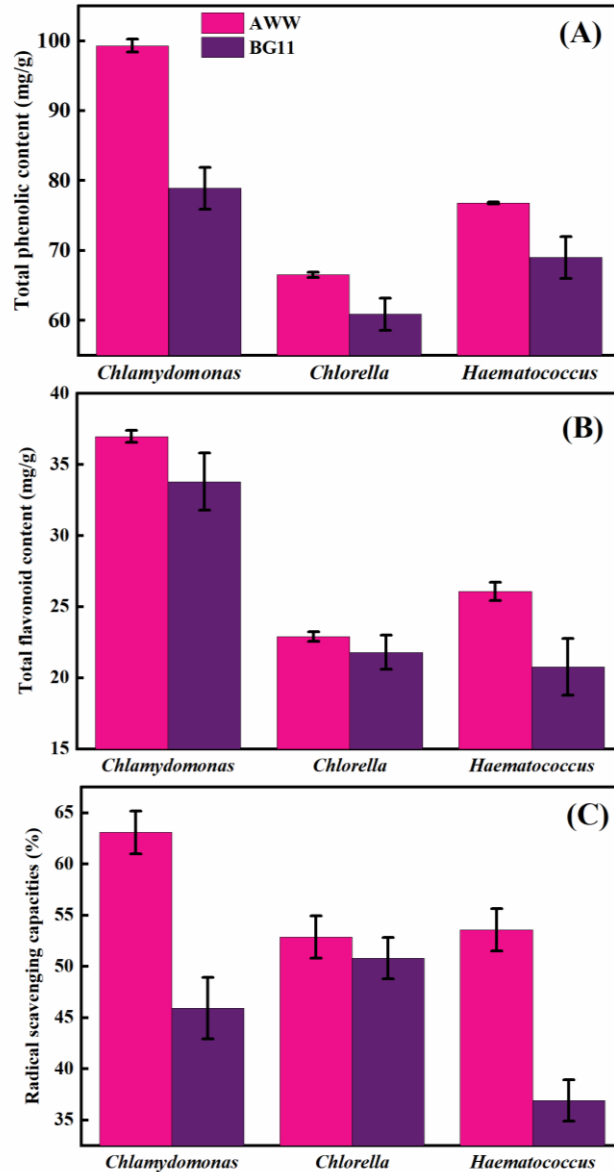 AWW
BG11
(A)
Total phenolic content (mg/g)
100
90
80
70
60
Chlamydomonas Chlorella Haematococcus
(B)
Total flavonoid content (mg/g)
40
35
30
25
20
15
Chlamydomonas Chlorella Haematococcus
(C)
Radical scavenging capacities (%)
65
60
55
50
45
40
35
Chlamydomonas Chlorella Haematococcus